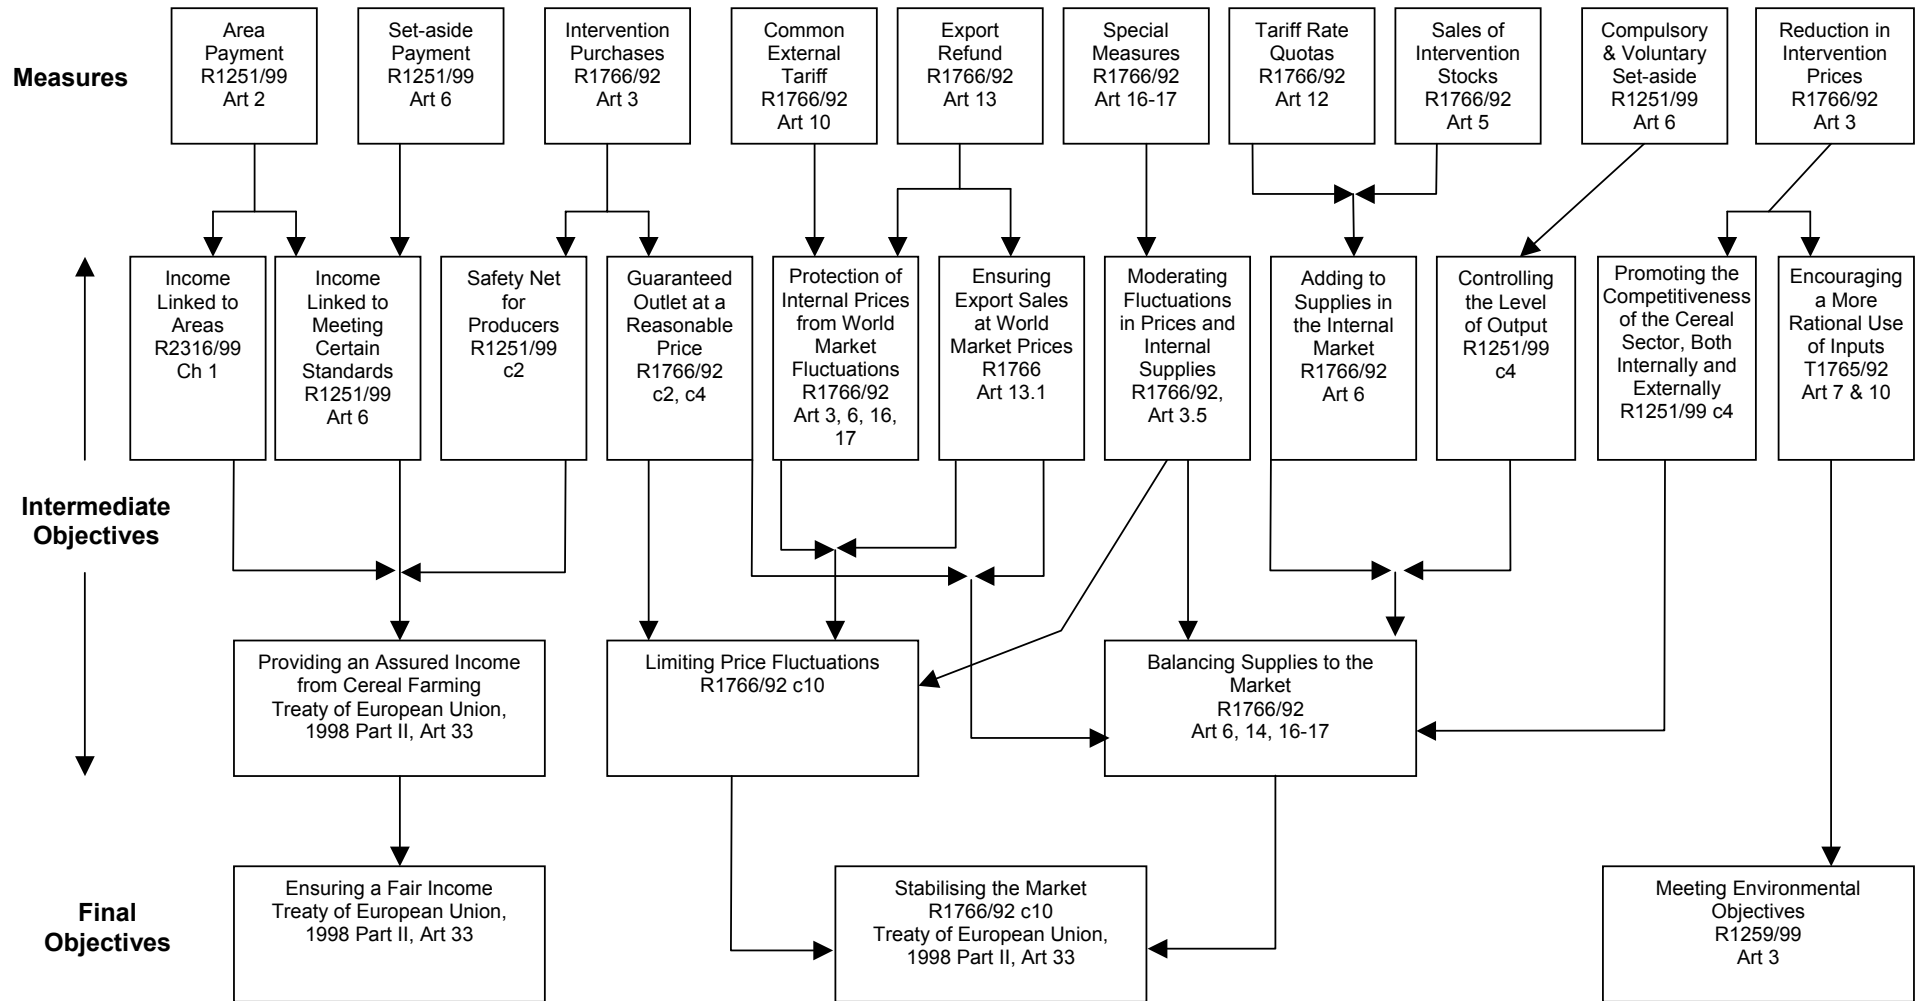 Measures
Area
Payment
R1251/99
Art 2
Set-aside
Payment
R1251/99
Art 6
Intervention
Purchases
R1766/92
Art 3
Common
External
Tariff
R1766/92
Art 10
Export
Refund
R1766/92
Art 13
Special
Measures
R1766/92
Art 16-17
Tariff Rate
Quotas
R1766/92
Art 12
Sales of
Intervention
Stocks
R1766/92
Art 5
Compulsory
& Voluntary
Set-aside
R1251/99
Art 6
Reduction in
Intervention
Prices
R1766/92
Art 3
Intermediate
Objectives
Income
Linked to
Areas
R2316/99
Ch 1
Income
Linked to
Meeting
Certain
Standards
R1251/99
Art 6
Safety Net
for
Producers
R1251/99
c2
Guaranteed
Outlet at a
Reasonable
Price
R1766/92
c2, c4
Protection of
Internal Prices
from World
Market
Fluctuations
R1766/92
Art 3, 6, 16,
17
Ensuring
Export Sales
at World
Market Prices
R1766
Art 13.1
Moderating
Fluctuations
in Prices and
Internal
Supplies
R1766/92,
Art 3.5
Adding to
Supplies in
the Internal
Market
R1766/92
Art 6
Controlling
the Level
of Output
R1251/99
c4
Promoting the
Competitiveness
of the Cereal
Sector, Both
Internally and
Externally
R1251/99 c4
Encouraging
a More
Rational Use
of Inputs
T1765/92
Art 7 & 10
Providing an Assured Income
from Cereal Farming
Treaty of European Union,
1998 Part II, Art 33
Limiting Price Fluctuations
R1766/92 c10
Balancing Supplies to the
Market
R1766/92
Art 6, 14, 16-17
Final
Objectives
Ensuring a Fair Income
Treaty of European Union,
1998 Part II, Art 33
Stabilising the Market
R1766/92 c10
Treaty of European Union,
1998 Part II, Art 33
Meeting Environmental
Objectives
R1259/99
Art 3